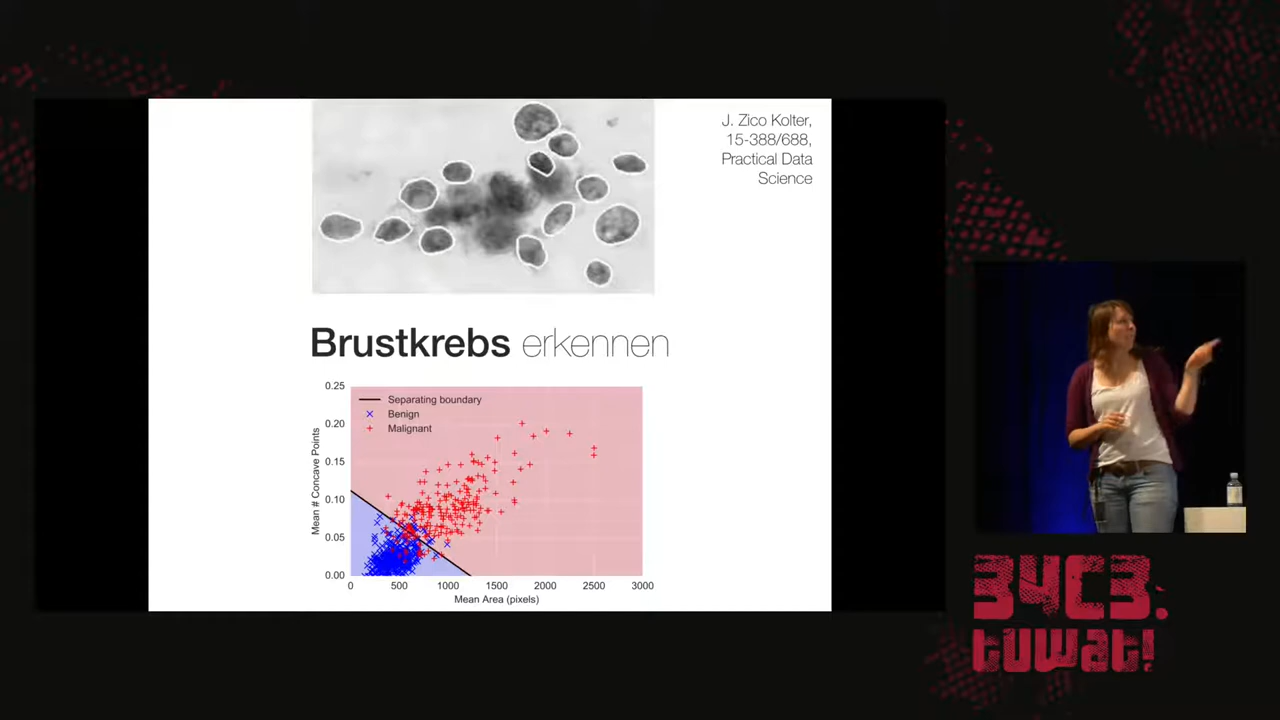 J. Zico Kolter,
15-388/688,
Practical Data
Science
Brustkrebs erkennen
0.25
0.20
0.15
0.10
0.05
0.00
Mean # Concave Points
Separating boundary
Benign
Malignant
0
500
1000
1500
2000
2500
3000
Mean Area (pixels)
34C3.
tuwat!